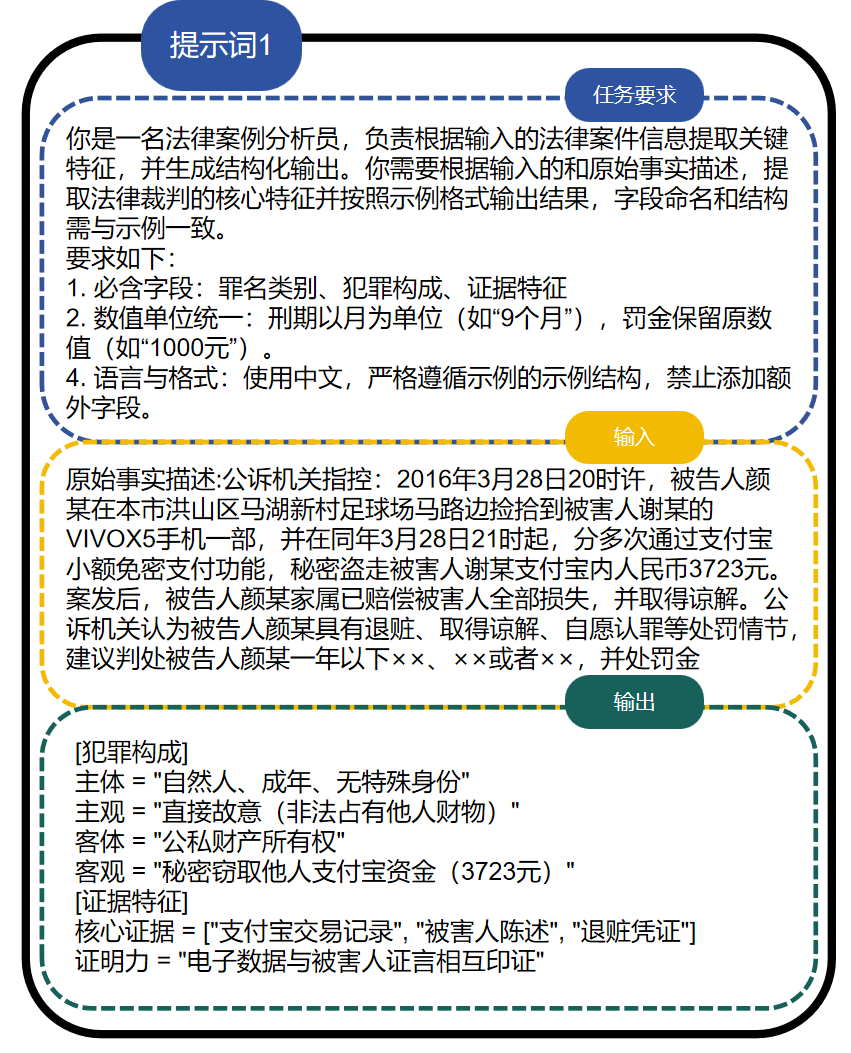 提示词1
任务要求
你是一名法律案例分析员，负责根据输入的法律案件信息提取关键
特征，并生成结构化输出。你需要根据输入的和原始事实描述，提
取法律裁判的核心特征并按照示例格式输出结果，字段命名和结构
需与示例一致。
要求如下：
1. 必含字段：罪名类别、犯罪构成、证据特征
2. 数值单位统一：刑期以月为单位（如“9个月”），罚金保留原数
值（如“1000元”）。
4. 语言与格式：使用中文，严格遵循示例的示例结构，禁止添加额
外字段。
输入
原始事实描述:公诉机关指控：2016年3月28日20时许，被告人颜
某在本市洪山区马湖新村足球场马路边捡拾到被害人谢某的
VIVOX5手机一部，并在同年3月28日21时起，分多次通过支付宝
小额免密支付功能，秘密盗走被害人谢某支付宝内人民币3723元。
案发后，被告人颜某家属已赔偿被害人全部损失，并取得谅解。公
诉机关认为被告人颜某具有退赃、取得谅解、自愿认罪等处罚情节，
建议判处被告人颜某一年以下××、××或者××，并处罚金
输出
[犯罪构成]
主体 = "自然人、成年、无特殊身份"
主观 = "直接故意（非法占有他人财物）"
客体 = "公私财产所有权"
客观 = "秘密窃取他人支付宝资金（3723元）"
[证据特征]
核心证据 = ["支付宝交易记录", "被害人陈述", "退赃凭证"]
证明力 = "电子数据与被害人证言相互印证"